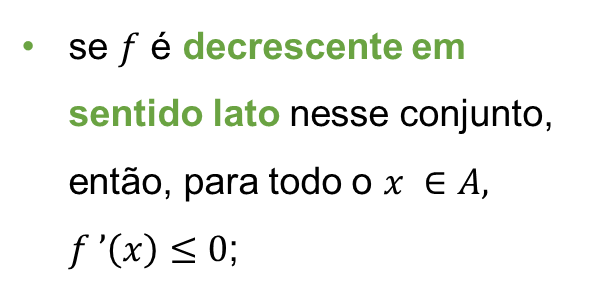 • se 𝑓 é decrescente em
sentido lato nesse conjunto,
então, para todo o 𝑥 ∈ 𝐴,
𝑓 ’(𝑥) ≤ 0;